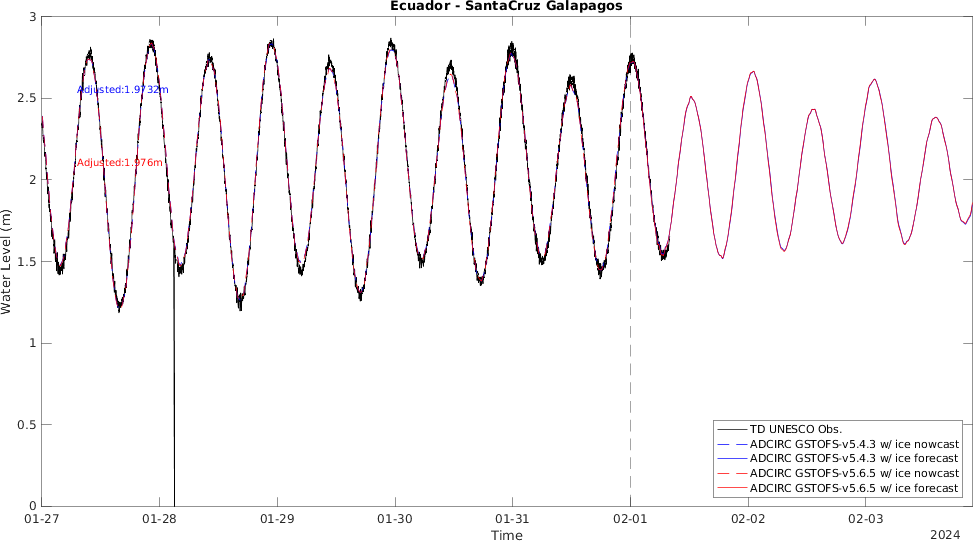 Ecuador - SantaCruz Galapagos
3
2.5
2
1.5
1
0.5
0
Water Level (m)
Adjusted:1.9732m
Adjusted:1.976m
TD UNESCO Obs.
ADCIRC GSTOFS-v5.4.3 w/ ice nowcast
ADCIRC GSTOFS-v5.4.3 w/ ice forecast
ADCIRC GSTOFS-v5.6.5 w/ ice nowcast
ADCIRC GSTOFS-v5.6.5 w/ ice forecast
01-27 01-28 01-29 01-30 01-31 02-01 02-02 02-03
Time
2024